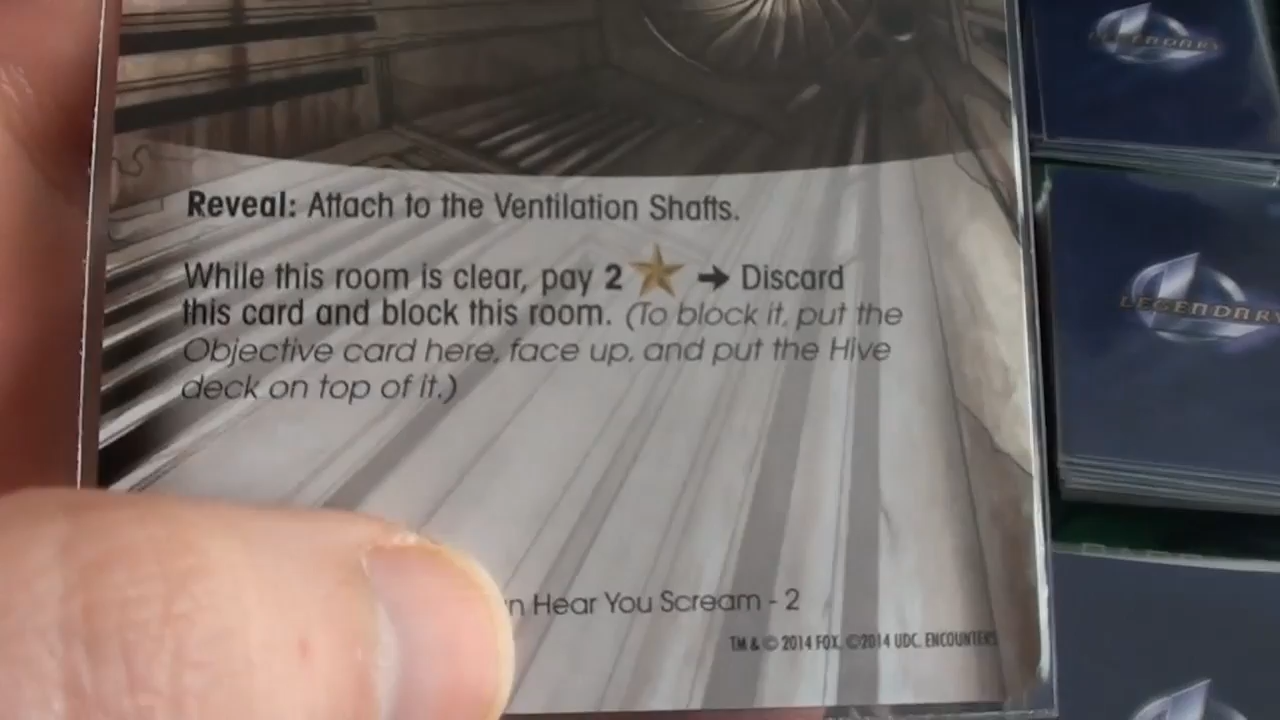 Reveal: Attach to the Ventilation Shafts.
While this room is clear, pay 2 ★ → Discard
this card and block this room. (To block it, put the
Objective card here, face up, and put the Hive
deck on top of it.)
Hear You Scream - 2
TM & © 2014 FOX. ©2014 UDC. ENCOUNTERS
LEGENDARY
LEGENDARY